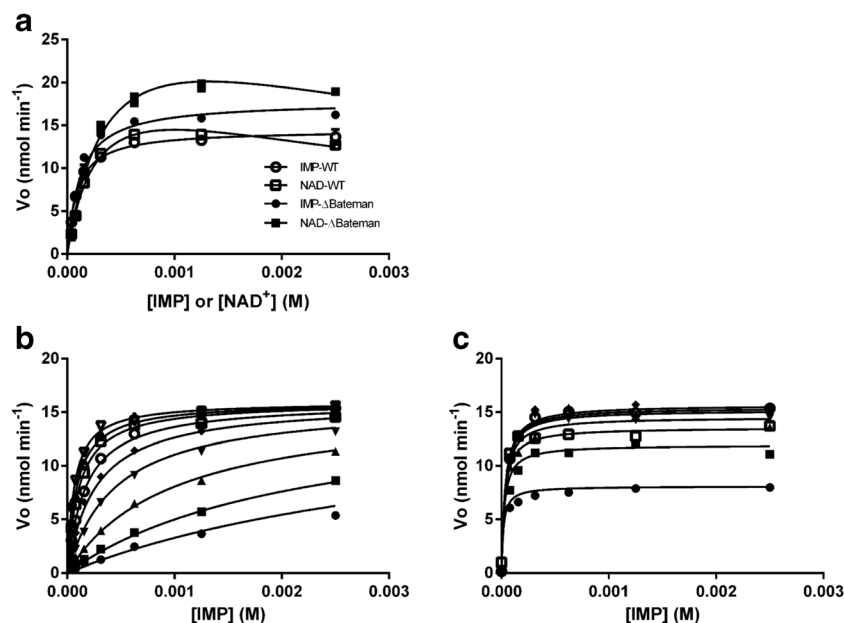 a
Vo (nmol min⁻¹)
25
20
15
10
5
0
0.000 0.001 0.002 0.003
[IMP] or [NAD⁺] (M)
IMP-WT
NAD-WT
IMP-ΔBateman
NAD-ΔBateman
b
Vo (nmol min⁻¹)
20
15
10
5
0
0.000 0.001 0.002 0.003
[IMP] (M)
c
Vo (nmol min⁻¹)
20
15
10
5
0
0.000 0.001 0.002 0.003
[IMP] (M)